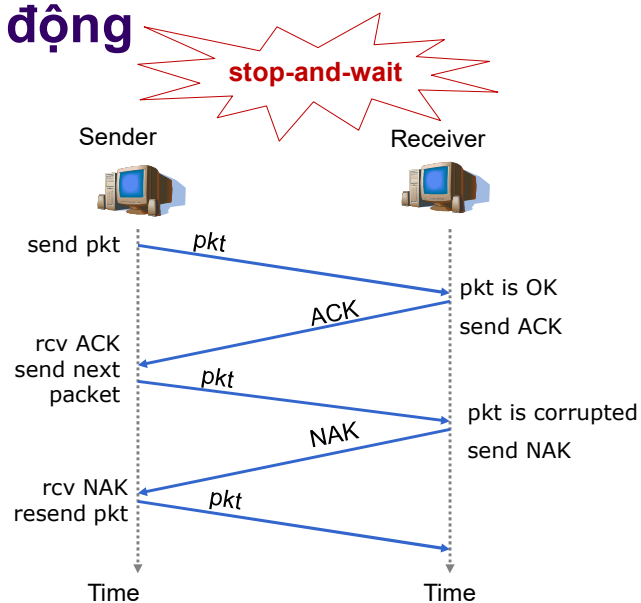 động
stop-and-wait
Sender
Receiver
send pkt
pkt
pkt is OK
ACK
send ACK
rcv ACK
send next
packet
pkt
pkt is corrupted
NAK
send NAK
rcv NAK
resend pkt
pkt
Time
Time